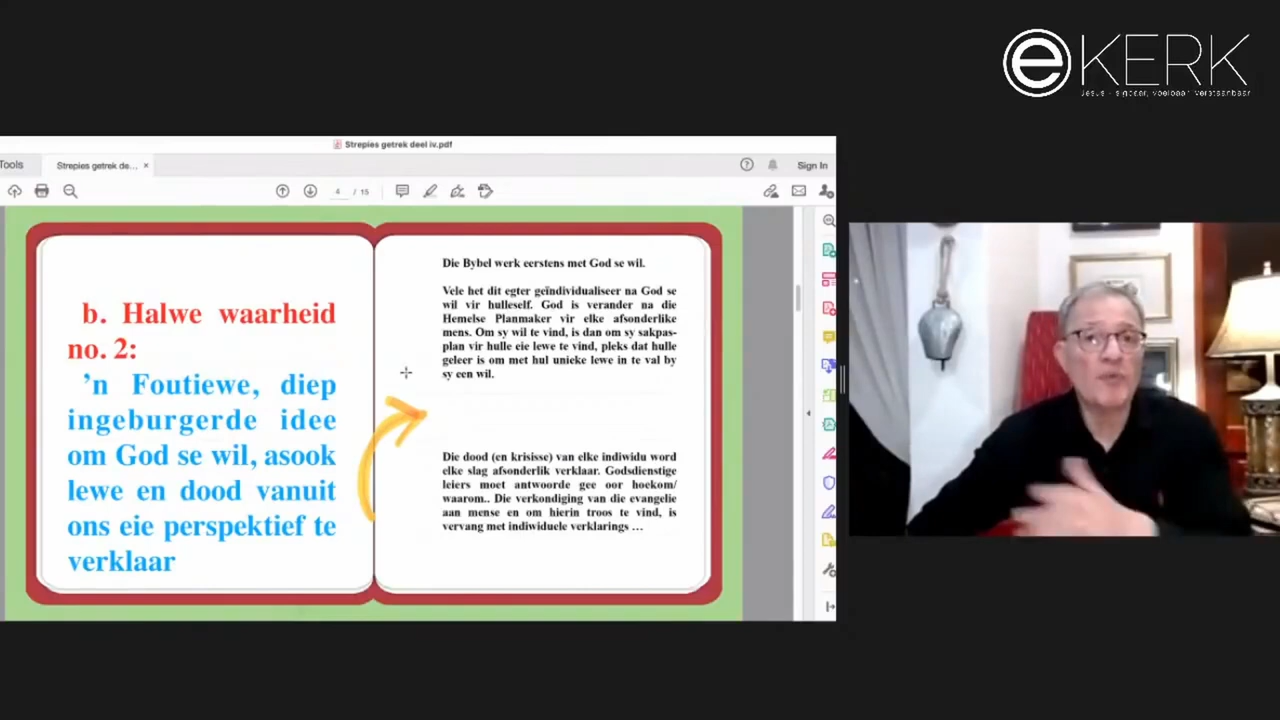 eKERK
Jesus - sigbaar, voelbaar, verstaanbaar
Strepies getrek deel iv.pdf
Tools
Strepies getrek de... ×
Sign In
4 / 15
b. Halwe waarheid
no. 2:
’n Foutiewe, diep
ingeburgerde idee
om God se wil, asook
lewe en dood vanuit
ons eie perspektief te
verklaar
Die Bybel werk eerstens met God se wil.
Vele het dit egter geïndividualiseer na God se
wil vir hulleself. God is verander na die
Hemelse Planmaker vir elke afsonderlike
mens. Om sy wil te vind, is dan om sy sakpas-
plan vir hulle eie lewe te vind, pleks dat hulle
geleer is om met hul unieke lewe in te val by
sy een wil.
Die dood (en krisisse) van elke individu word
elke slag afsonderlik verklaar. Godsdienstige
leiers moet antwoorde gee oor hoekom/
waarom.. Die verkondiging van die evangelie
aan mense en om hierin troos te vind, is
vervang met individuele verklarings ...